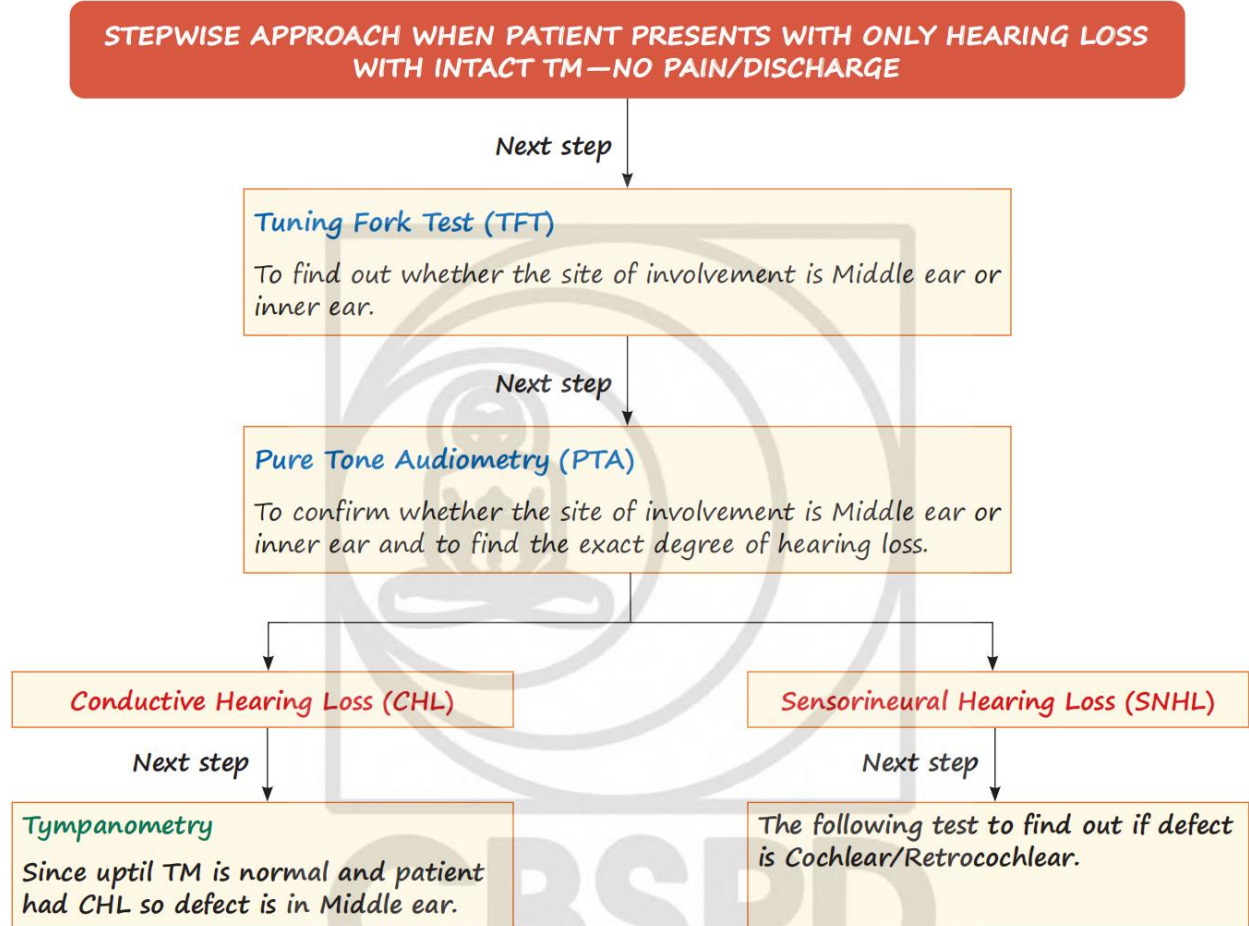 STEPWISE APPROACH WHEN PATIENT PRESENTS WITH ONLY HEARING LOSS
WITH INTACT TM—NO PAIN/DISCHARGE
Next step
Tuning Fork Test (TFT)
To find out whether the site of involvement is Middle ear or
inner ear.
Next step
Pure Tone Audiometry (PTA)
To confirm whether the site of involvement is Middle ear or
inner ear and to find the exact degree of hearing loss.
Conductive Hearing Loss (CHL)
Sensorineural Hearing Loss (SNHL)
Next step
Next step
Tympanometry
Since uptil TM is normal and patient
had CHL so defect is in Middle ear.
The following test to find out if defect
is Cochlear/Retrocochlear.
CBSPD